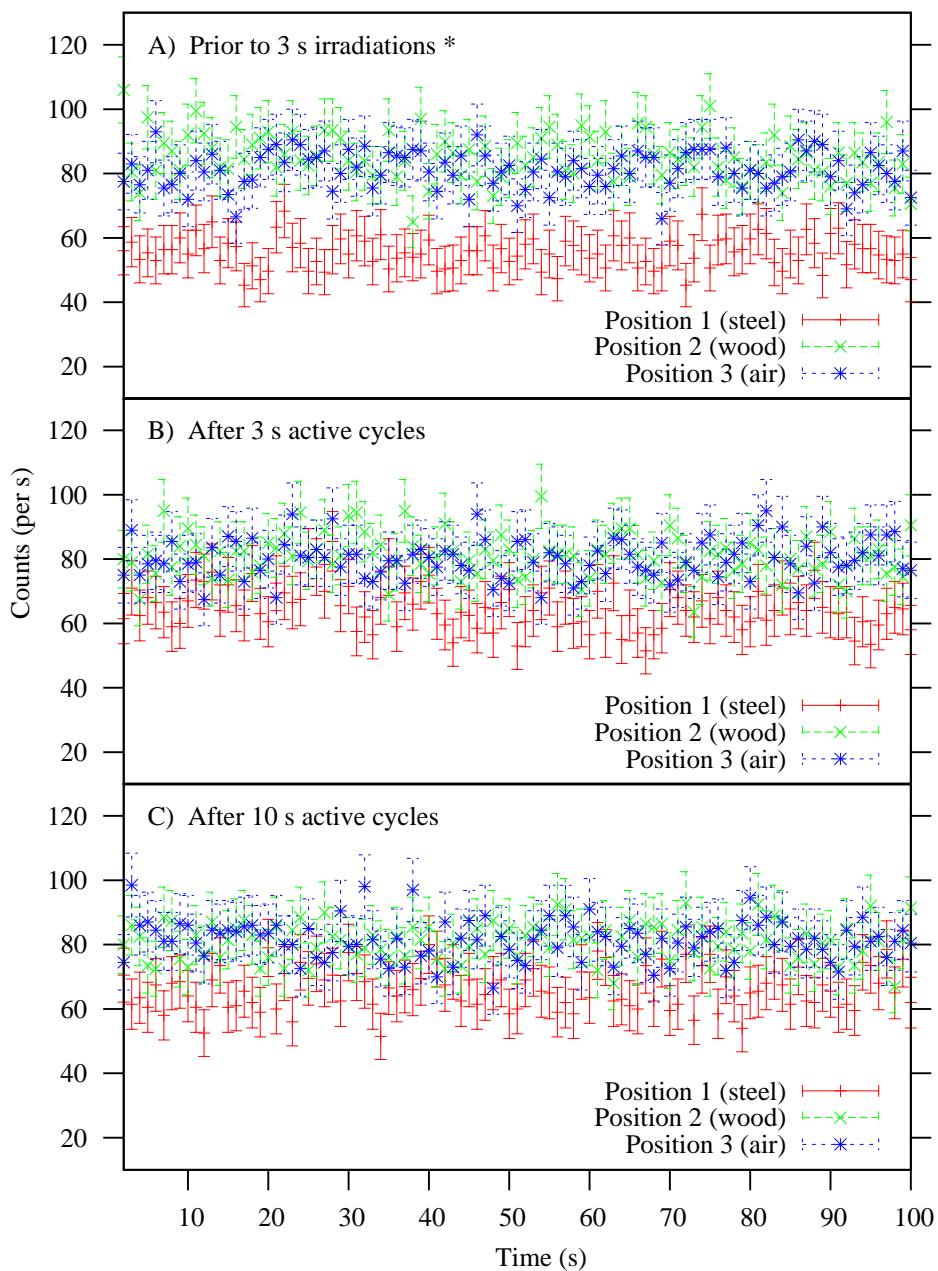 120
A) Prior to 3 s irradiations *
100
80
60
40
Position 1 (steel)
Position 2 (wood)
20
Position 3 (air)
120
B) After 3 s active cycles
100
80
60
40
Position 1 (steel)
Position 2 (wood)
20
Position 3 (air)
Counts (per s)
120
C) After 10 s active cycles
100
80
60
40
Position 1 (steel)
Position 2 (wood)
20
Position 3 (air)
10 20 30 40 50 60 70 80 90 100
Time (s)